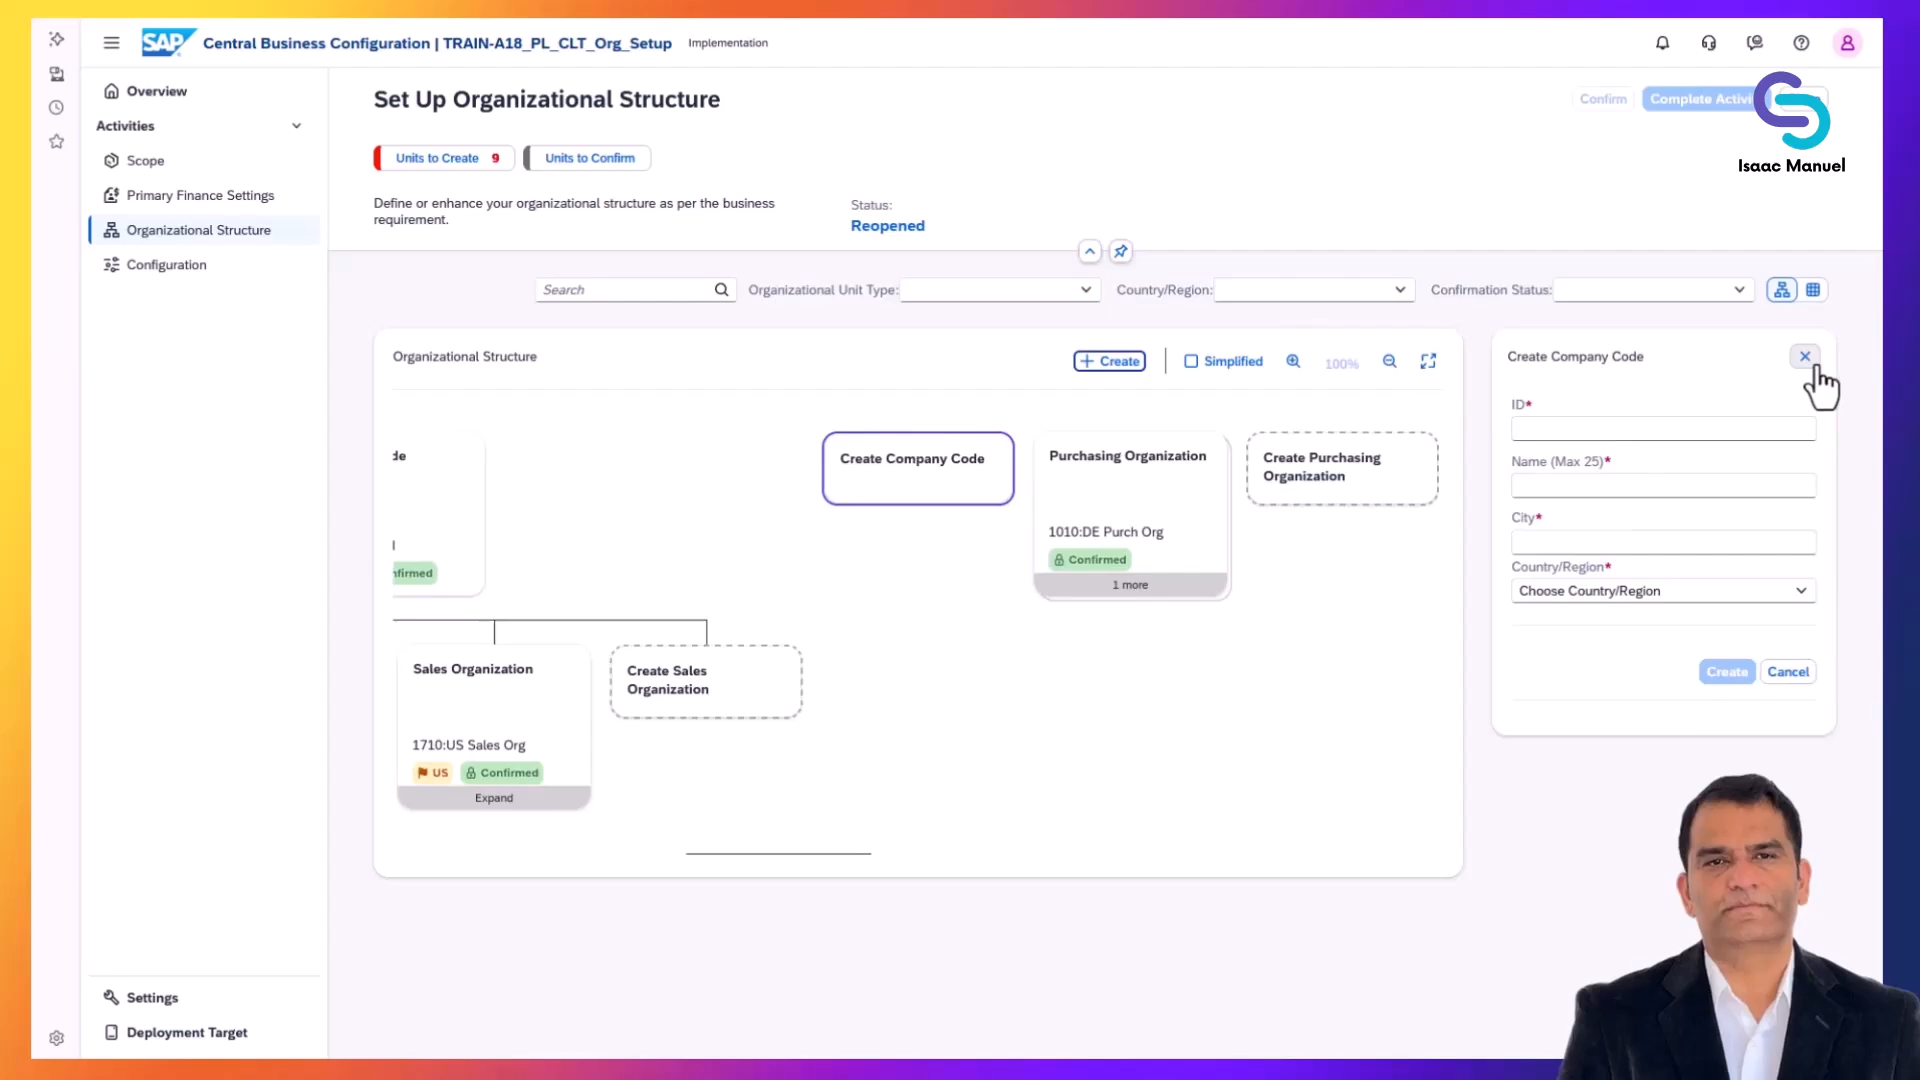 SAP Central Business Configuration | TRAIN-A18_PL_CLT_Org_Setup Implementation
Overview
Activities
Scope
Primary Finance Settings
Organizational Structure
Configuration
Settings
Deployment Target
Set Up Organizational Structure
Confirm
Complete
Isaac Manuel
Units to Create 9
Units to Confirm
Define or enhance your organizational structure as per the business
requirement.
Status:
Reopened
Search
Organizational Unit Type:
Country/Region:
Confirmation Status:
Organizational Structure
+ Create
Simplified
100%
de
nfirmed
Create Company Code
Purchasing Organization
1010:DE Purch Org
Confirmed
1 more
Create Purchasing
Organization
Sales Organization
1710:US Sales Org
US
Confirmed
Expand
Create Sales
Organization
Create Company Code
ID*
Name (Max 25)*
City*
Country/Region*
Choose Country/Region
Create
Cancel